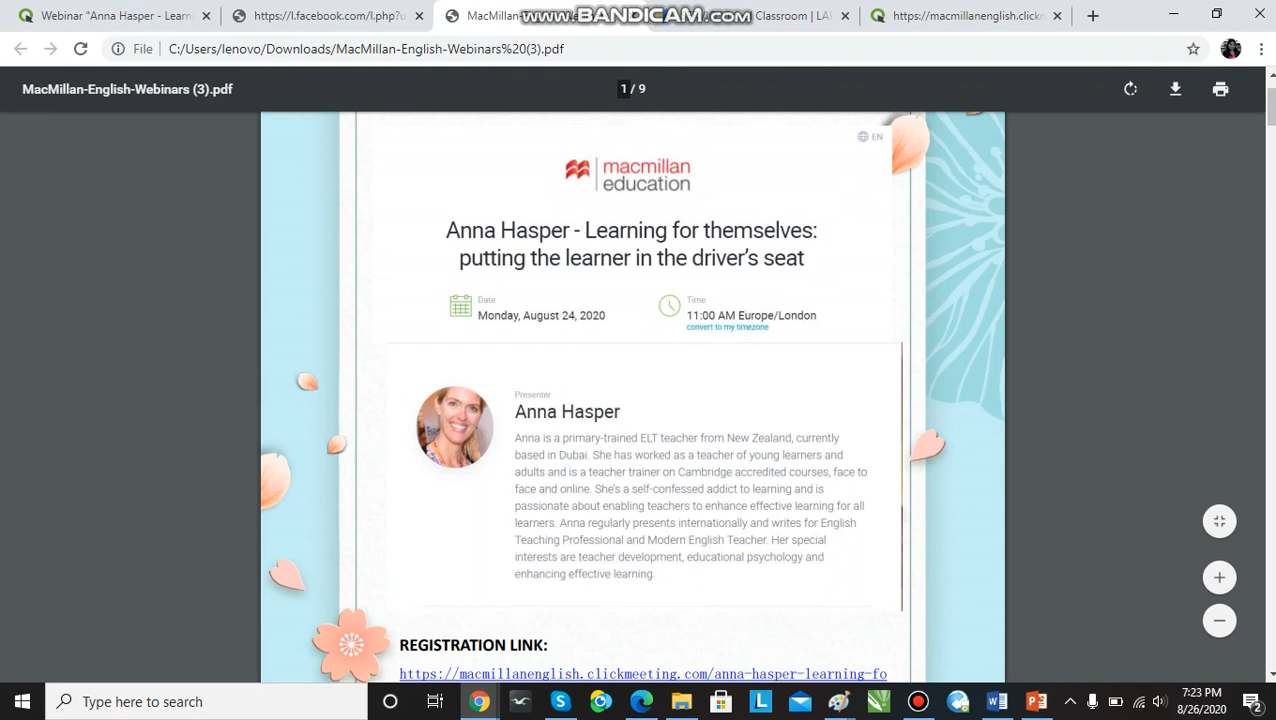 Webinar "Anna Hasper - Learni
https://l.facebook.com/l.php?u
MacMillan-
Classroom | LA
https://macmillanenglish.clickm
www.BANDICAM.com
File
C:/Users/lenovo/Downloads/MacMillan-English-Webinars%20(3).pdf
MacMillan-English-Webinars (3).pdf
1 / 9
EN
macmillan
education
Anna Hasper - Learning for themselves:
putting the learner in the driver's seat
Date
Monday, August 24, 2020
Time
11:00 AM Europe/London
convert to my timezone
Presenter
Anna Hasper
Anna is a primary-trained ELT teacher from New Zealand, currently
based in Dubai. She has worked as a teacher of young learners and
adults and is a teacher trainer on Cambridge accredited courses, face to
face and online. She's a self-confessed addict to learning and is
passionate about enabling teachers to enhance effective learning for all
learners. Anna regularly presents internationally and writes for English
Teaching Professional and Modern English Teacher. Her special
interests are teacher development, educational psychology and
enhancing effective learning.
REGISTRATION LINK:
https://macmillanenglish.clickmeeting.com/anna-hasper-learning-fo
Type here to search
7:23 PM
8/26/2020
2